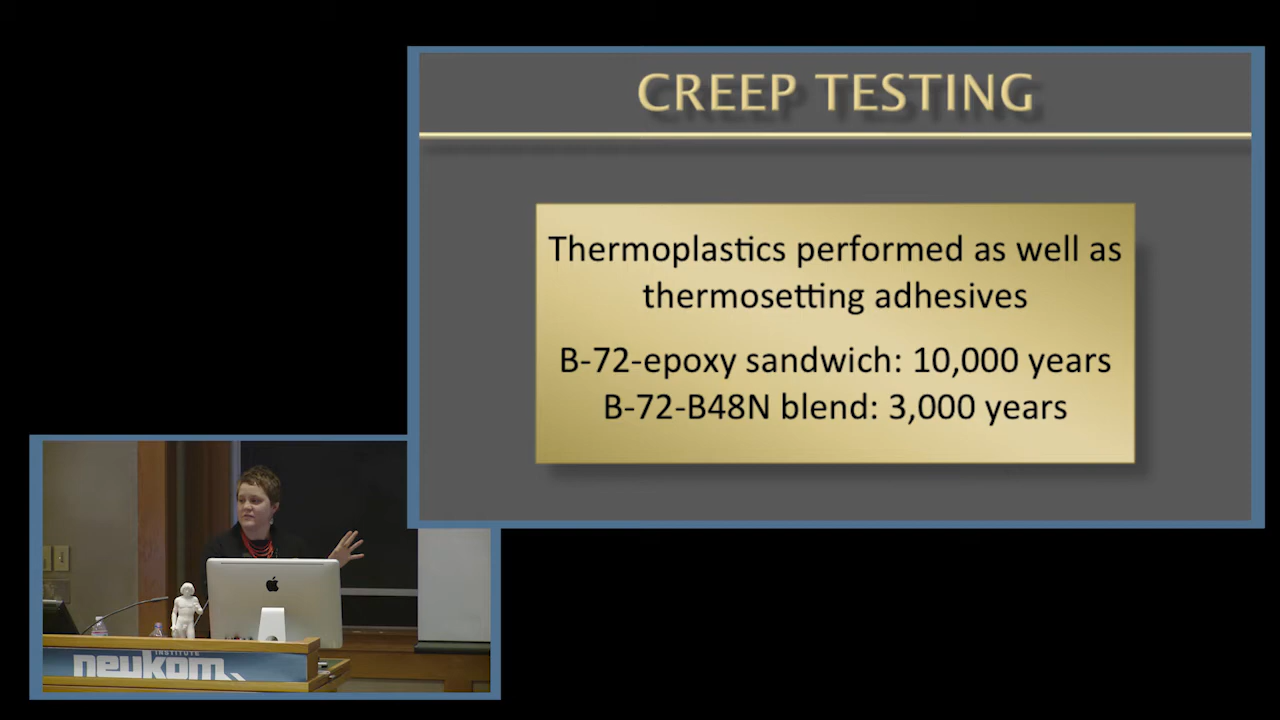 CREEP TESTING
Thermoplastics performed as well as
thermosetting adhesives
B-72-epoxy sandwich: 10,000 years
B-72-B48N blend: 3,000 years
INSTITUTE
neukom